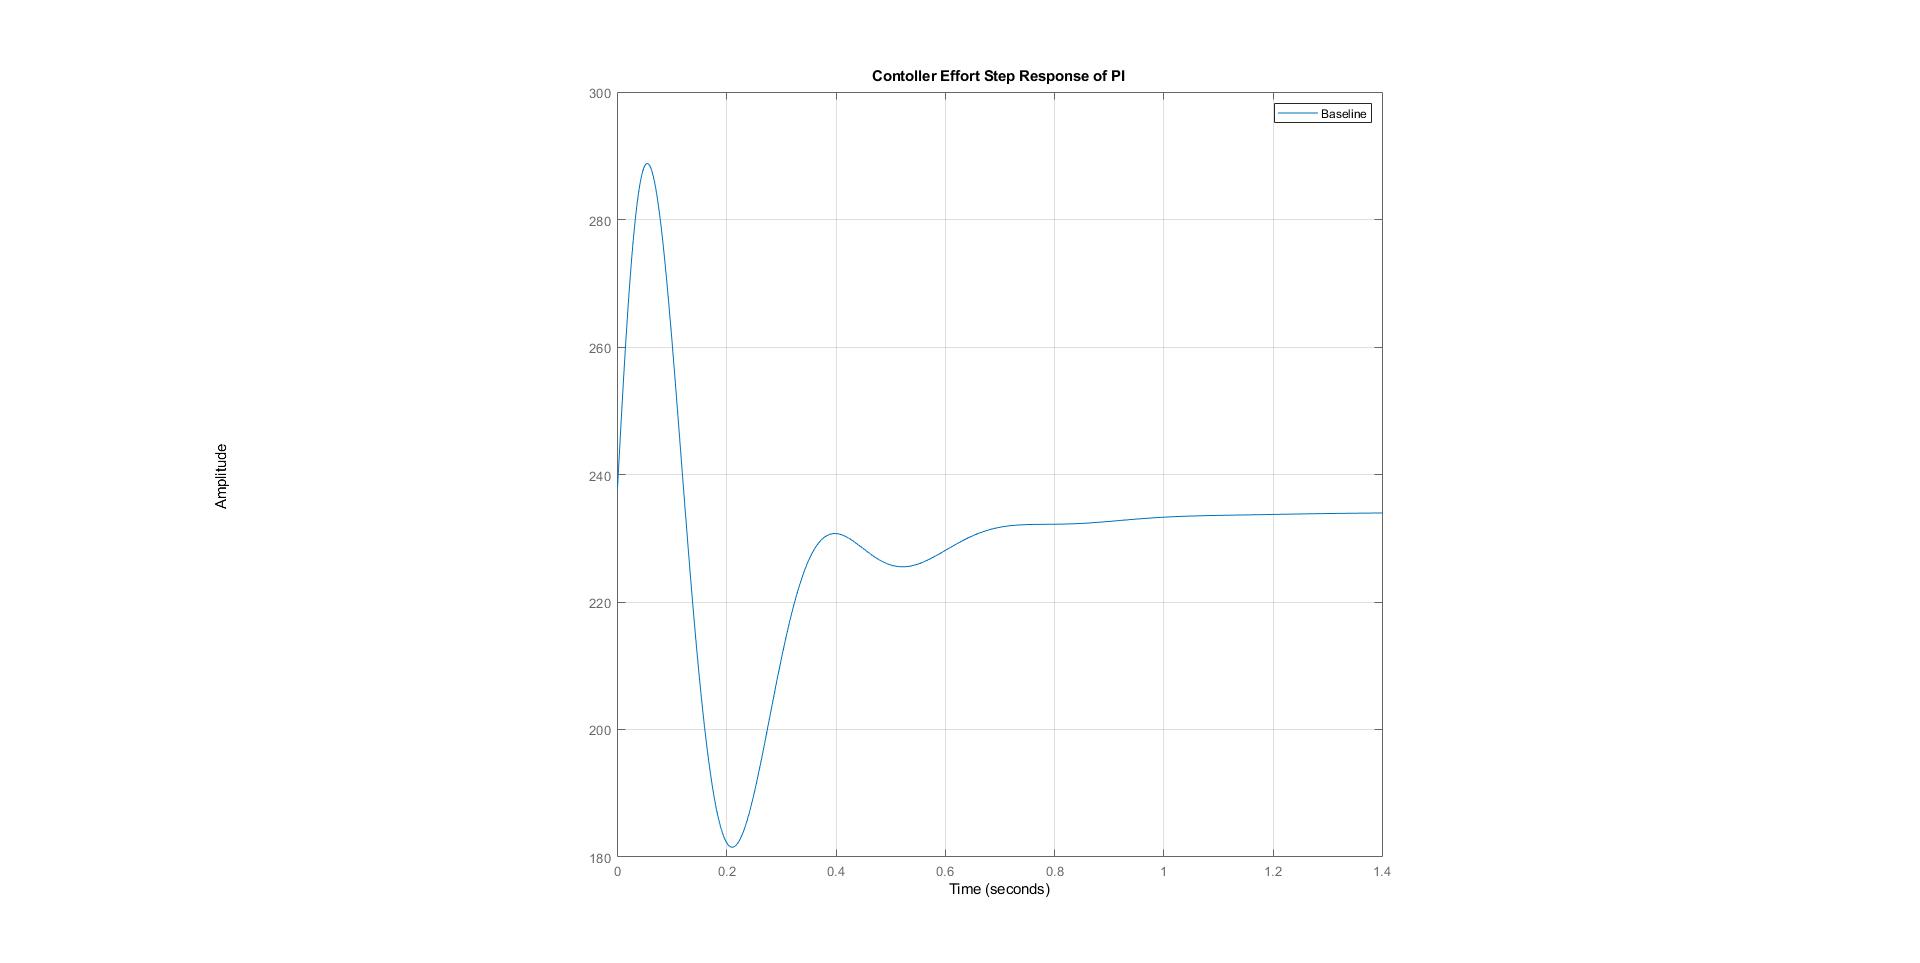 Contoller Effort Step Response of PI
300
Baseline
280
260
240
220
200
180
Amplitude
0 0.2 0.4 0.6 0.8 1 1.2 1.4
Time (seconds)